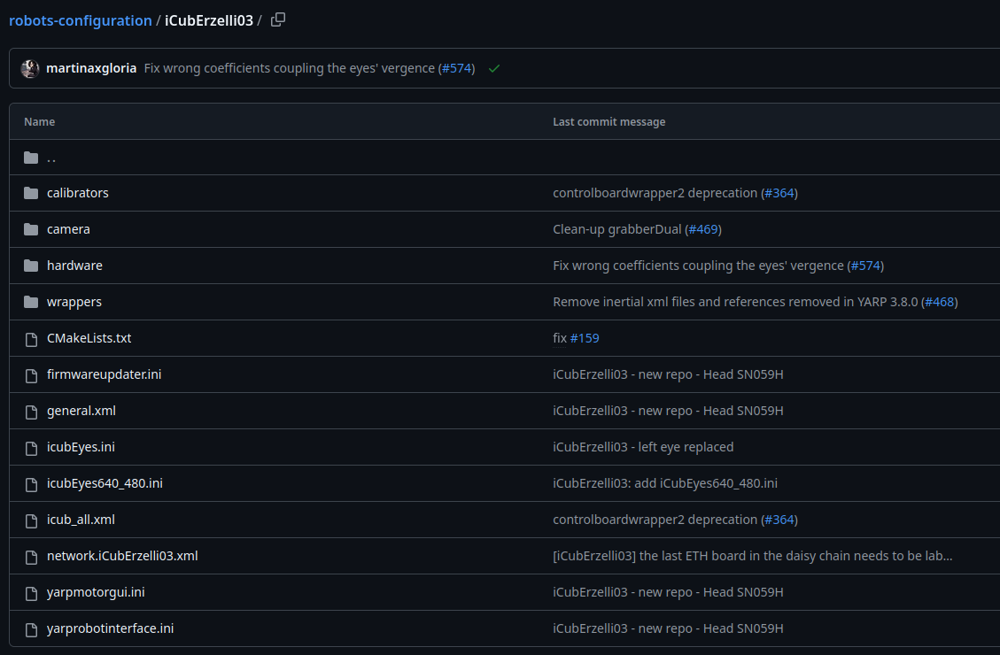 robots-configuration / iCubErzelli03 /
martinaxgloria Fix wrong coefficients coupling the eyes' vergence (#574)
Name Last commit message
..
calibrators controlboardwrapper2 deprecation (#364)
camera Clean-up grabberDual (#469)
hardware Fix wrong coefficients coupling the eyes' vergence (#574)
wrappers Remove inertial xml files and references removed in YARP 3.8.0 (#468)
CMakeLists.txt fix #159
firmwareupdater.ini iCubErzelli03 - new repo - Head SN059H
general.xml iCubErzelli03 - new repo - Head SN059H
icubEyes.ini iCubErzelli03 - left eye replaced
icubEyes640_480.ini iCubErzelli03: add iCubEyes640_480.ini
icub_all.xml controlboardwrapper2 deprecation (#364)
network.iCubErzelli03.xml [iCubErzelli03] the last ETH board in the daisy chain needs to be lab...
yarpmotorgui.ini iCubErzelli03 - new repo - Head SN059H
yarprobotinterface.ini iCubErzelli03 - new repo - Head SN059H